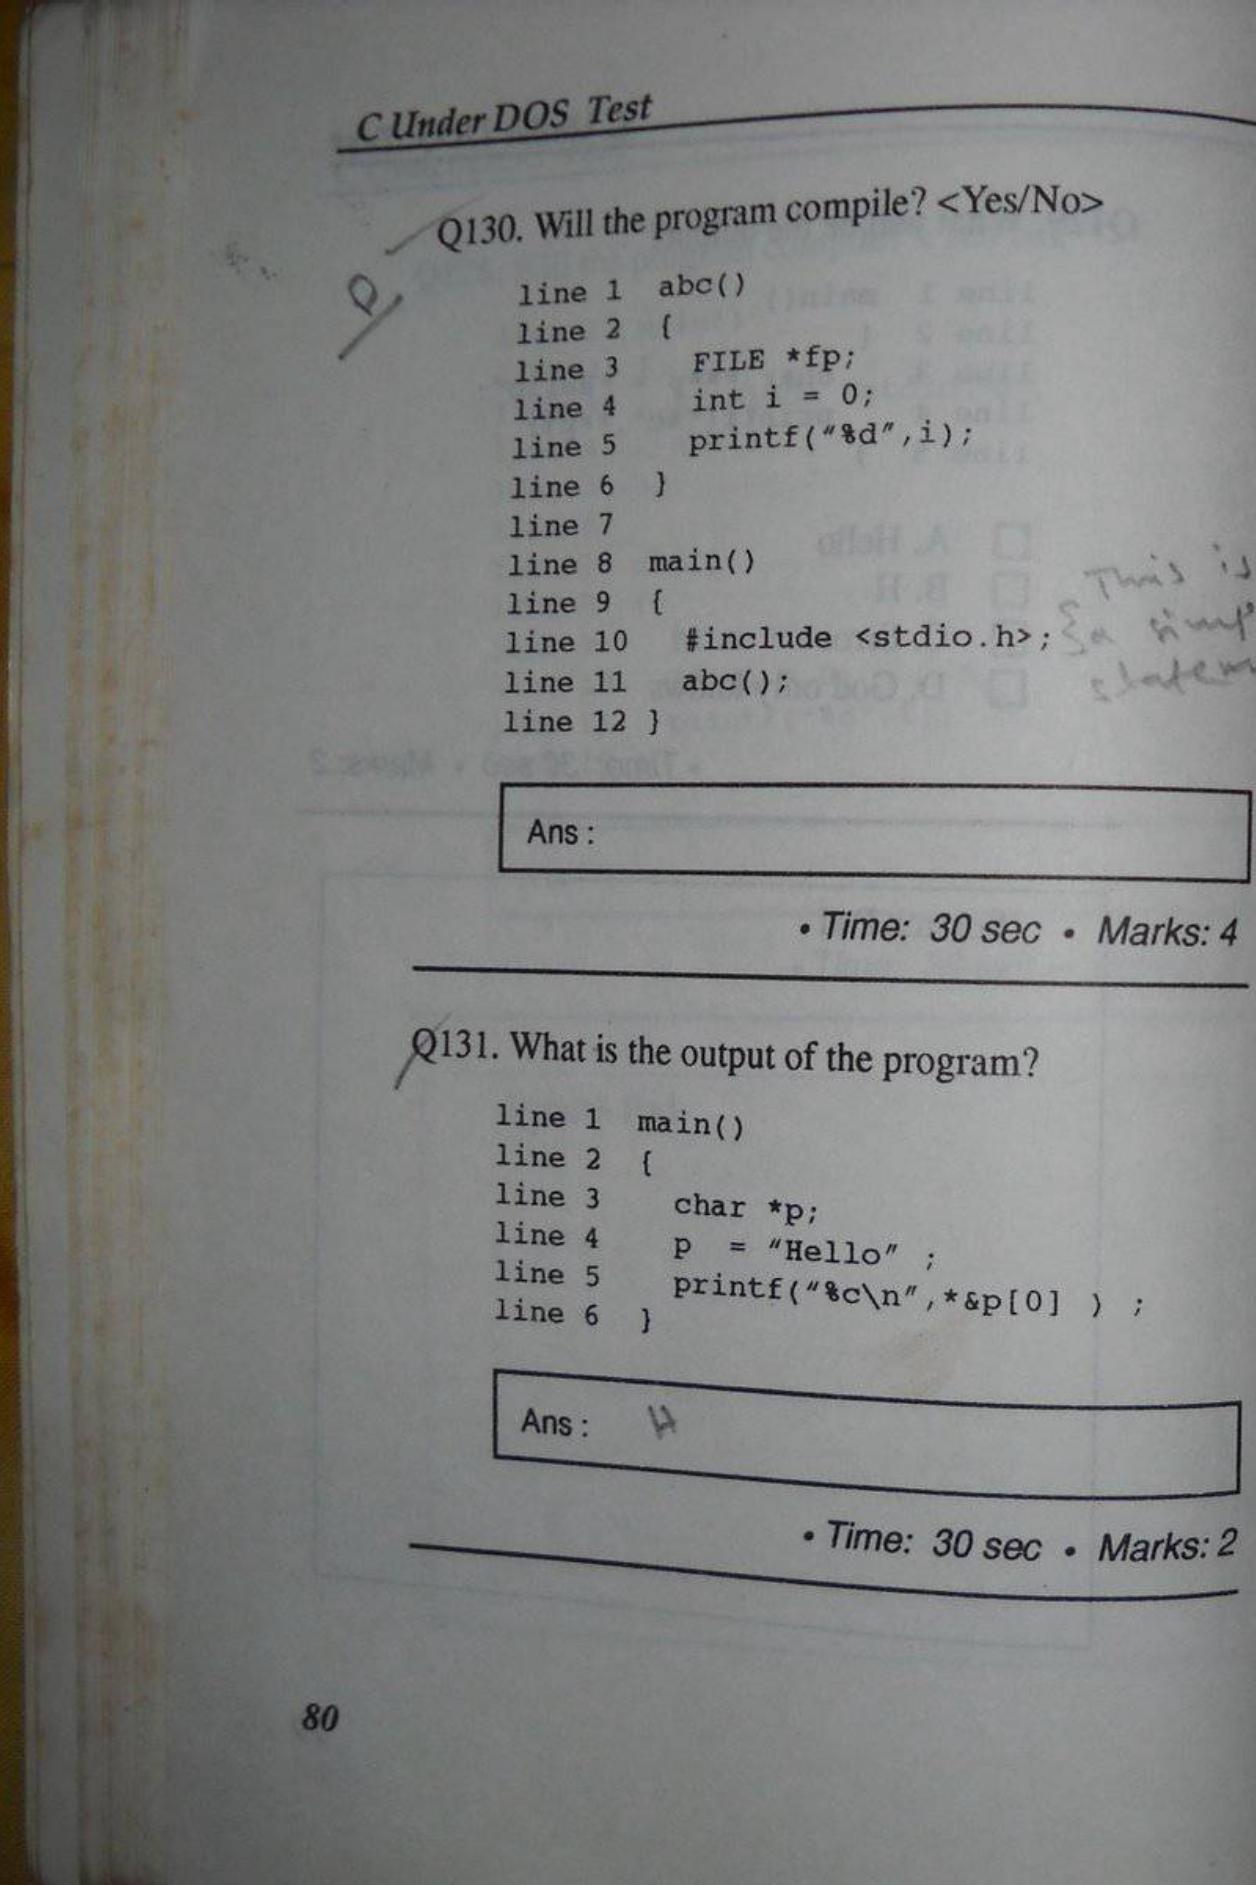 C Under DOS Test
Q130. Will the program compile? <Yes/No>
Q,
line 1 abc()
line 2 {
line 3 FILE *fp;
line 4 int i = 0;
line 5 printf("%d",i);
line 6 }
line 7
line 8 main()
line 9 {
line 10 #include <stdio.h>;
line 11 abc();
line 12 }
This is
{a simp
statem
Ans :
• Time: 30 sec • Marks: 4
Q131. What is the output of the program?
line 1 main()
line 2 {
line 3 char *p;
line 4 p = "Hello" ;
line 5 printf("%c\n",*&p[0] ) ;
line 6 }
Ans : H
• Time: 30 sec • Marks: 2
80